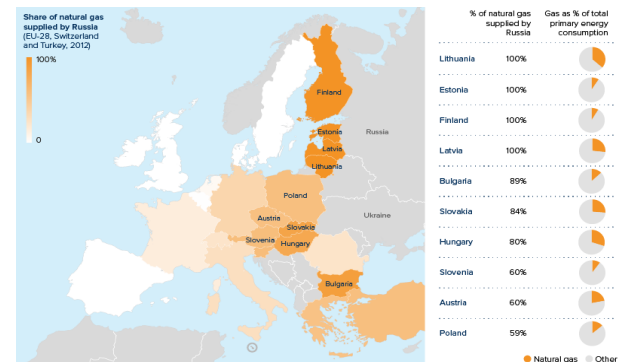 Share of natural gas
supplied by Russia
(EU-28, Switzerland
and Turkey, 2012)
100%
0
Finland
Estonia
Latvia
Lithuania
Russia
Poland
Ukraine
Austria
Slovakia
Slovenia
Hungary
Bulgaria
% of natural gas
supplied by
Russia
Gas as % of total
primary energy
consumption
Lithuania 100%
Estonia 100%
Finland 100%
Latvia 100%
Bulgaria 89%
Slovakia 84%
Hungary 80%
Slovenia 60%
Austria 60%
Poland 59%
Natural gas Other